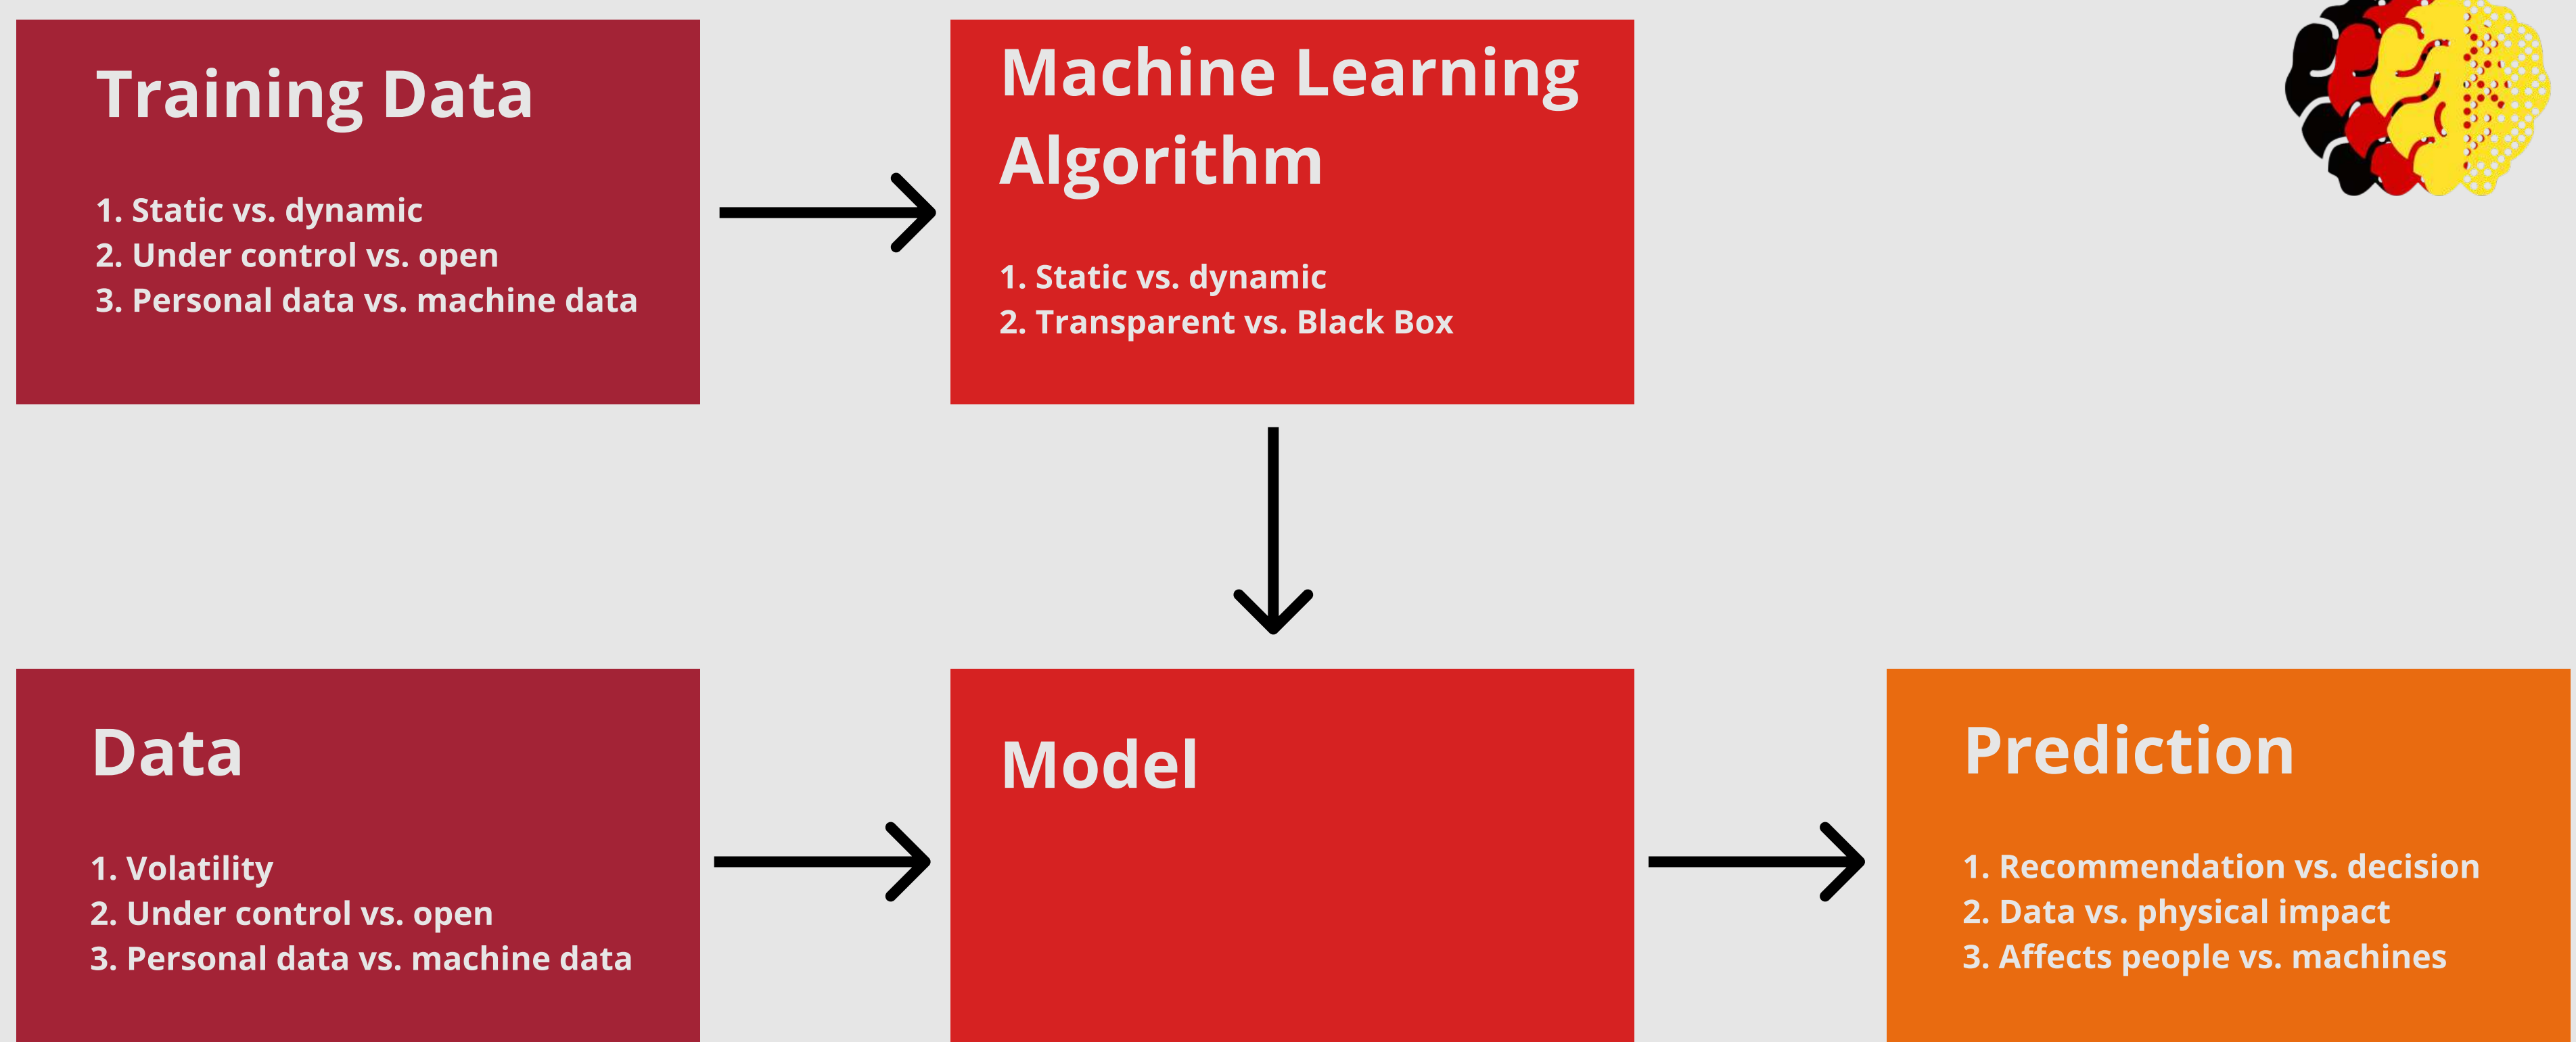 Training Data
1. Static vs. dynamic
2. Under control vs. open
3. Personal data vs. machine data
Machine Learning
Algorithm
1. Static vs. dynamic
2. Transparent vs. Black Box
Data
1. Volatility
2. Under control vs. open
3. Personal data vs. machine data
Model
Prediction
1. Recommendation vs. decision
2. Data vs. physical impact
3. Affects people vs. machines